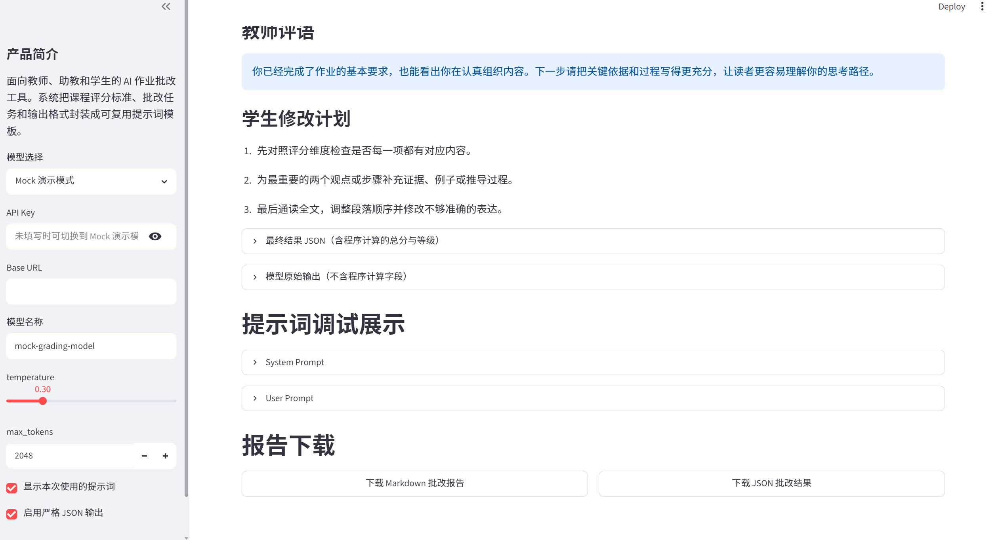 产品简介
面向教师、助教和学生的 AI 作业批改
工具。系统把课程评分标准、批改任
务和输出格式封装成可复用提示词模
板。
模型选择
Mock 演示模式
API Key
未填写时可切换到 Mock 演示模
Base URL
模型名称
mock-grading-model
temperature
0.30
max_tokens
2048
显示本次使用的提示词
启用严格 JSON 输出
Deploy
教师评语
你已经完成了作业的基本要求，也能看出你在认真组织内容。下一步请把关键依据和过程写得更充分，让读者更容易理解你的思考路径。
学生修改计划
1. 先对照评分维度检查是否每一项都有对应内容。
2. 为最重要的两个观点或步骤补充证据、例子或推导过程。
3. 最后通读全文，调整段落顺序并修改不够准确的表达。
最终结果 JSON（含程序计算的总分与等级）
模型原始输出（不含程序计算字段）
提示词调试展示
System Prompt
User Prompt
报告下载
下载 Markdown 批改报告
下载 JSON 批改结果